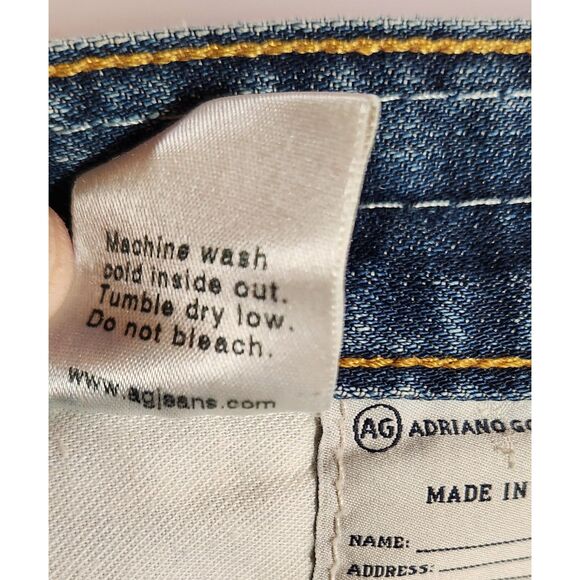 Machine wash
cold inside out.
Tumble dry low.
Do not bleach.
www.agjeans.com
AG ADRIANO GO
MADE IN
NAME:
ADDRESS: